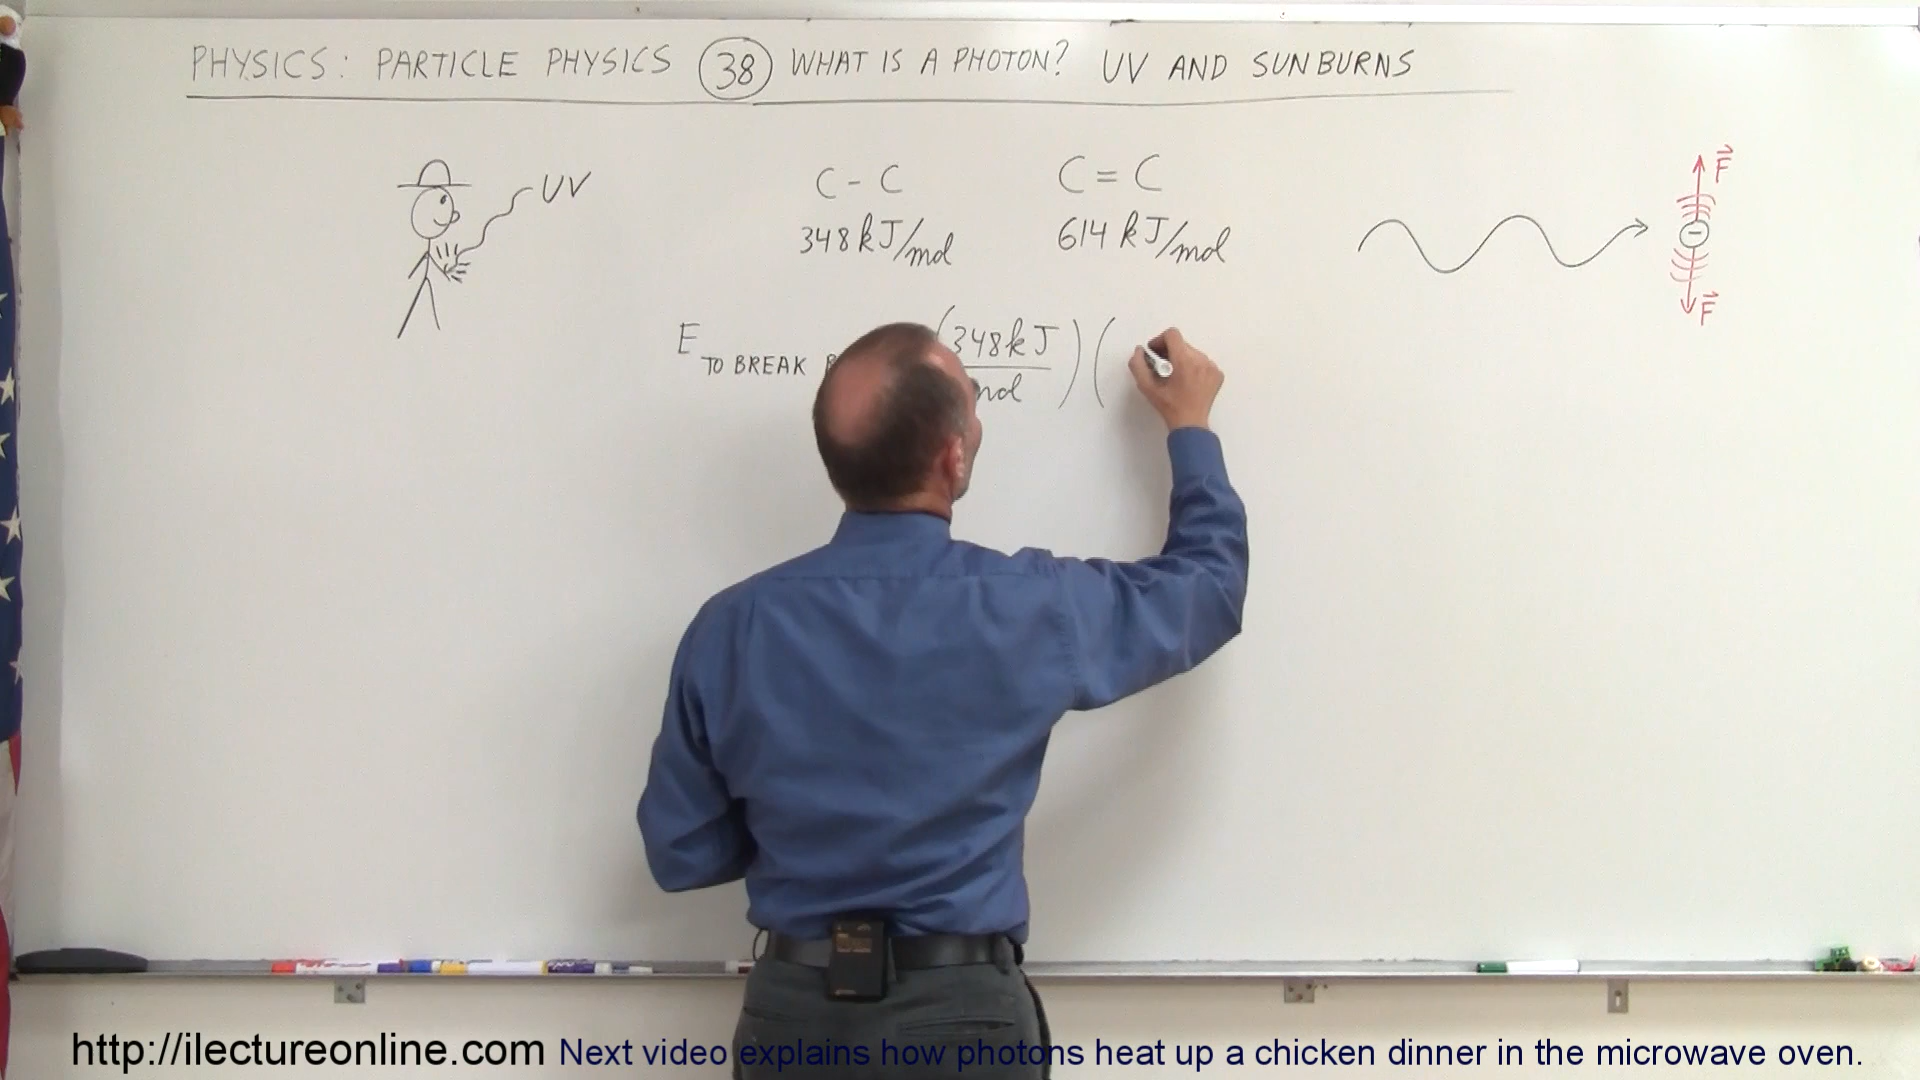 PHYSICS: PARTICLE PHYSICS 38 WHAT IS A PHOTON? UV AND SUNBURNS
UV
C - C
C = C
348 kJ/mol
614 kJ/mol
F
F
E TO BREAK
(348 kJ/mol) (
http://ilectureonline.com Next video explains how photons heat up a chicken dinner in the microwave oven.